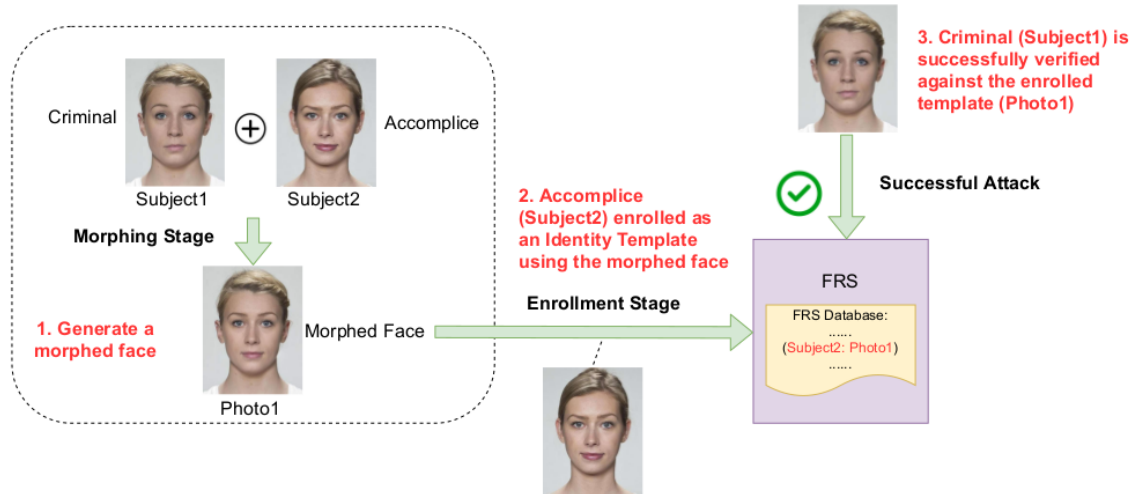 Criminal
Accomplice
Subject1
Subject2
Morphing Stage
1. Generate a
morphed face
Morphed Face
Photo1
2. Accomplice
(Subject2) enrolled as
an Identity Template
using the morphed face
Enrollment Stage
3. Criminal (Subject1) is
successfully verified
against the enrolled
template (Photo1)
Successful Attack
FRS
FRS Database:
......
(Subject2: Photo1)
......